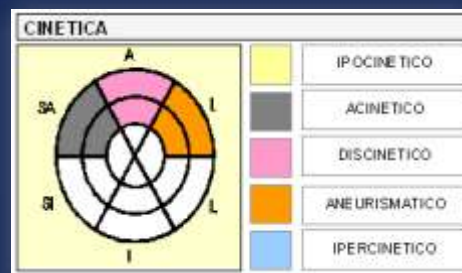 CINETICA
A
SA
L
SI
L
I
IPOCINETICO
ACINETICO
DISCINETICO
ANEURISMATICO
IPERCINETICO